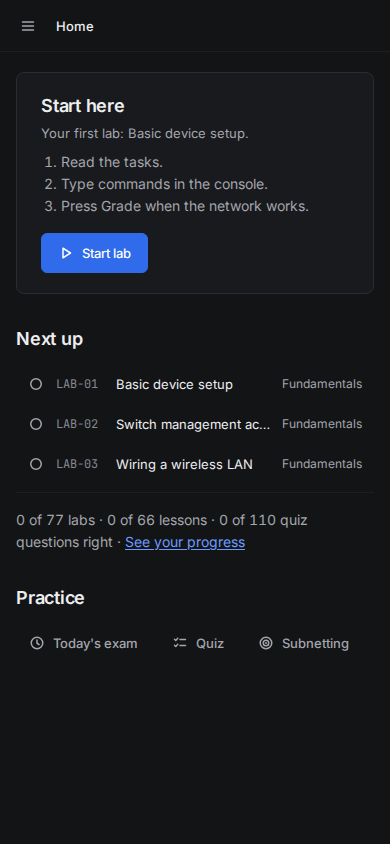 Home
Start here
Your first lab: Basic device setup.
1. Read the tasks.
2. Type commands in the console.
3. Press Grade when the network works.
Start lab
Next up
LAB-01 Basic device setup Fundamentals
LAB-02 Switch management ac... Fundamentals
LAB-03 Wiring a wireless LAN Fundamentals
0 of 77 labs · 0 of 66 lessons · 0 of 110 quiz
questions right · See your progress
Practice
Today's exam Quiz Subnetting